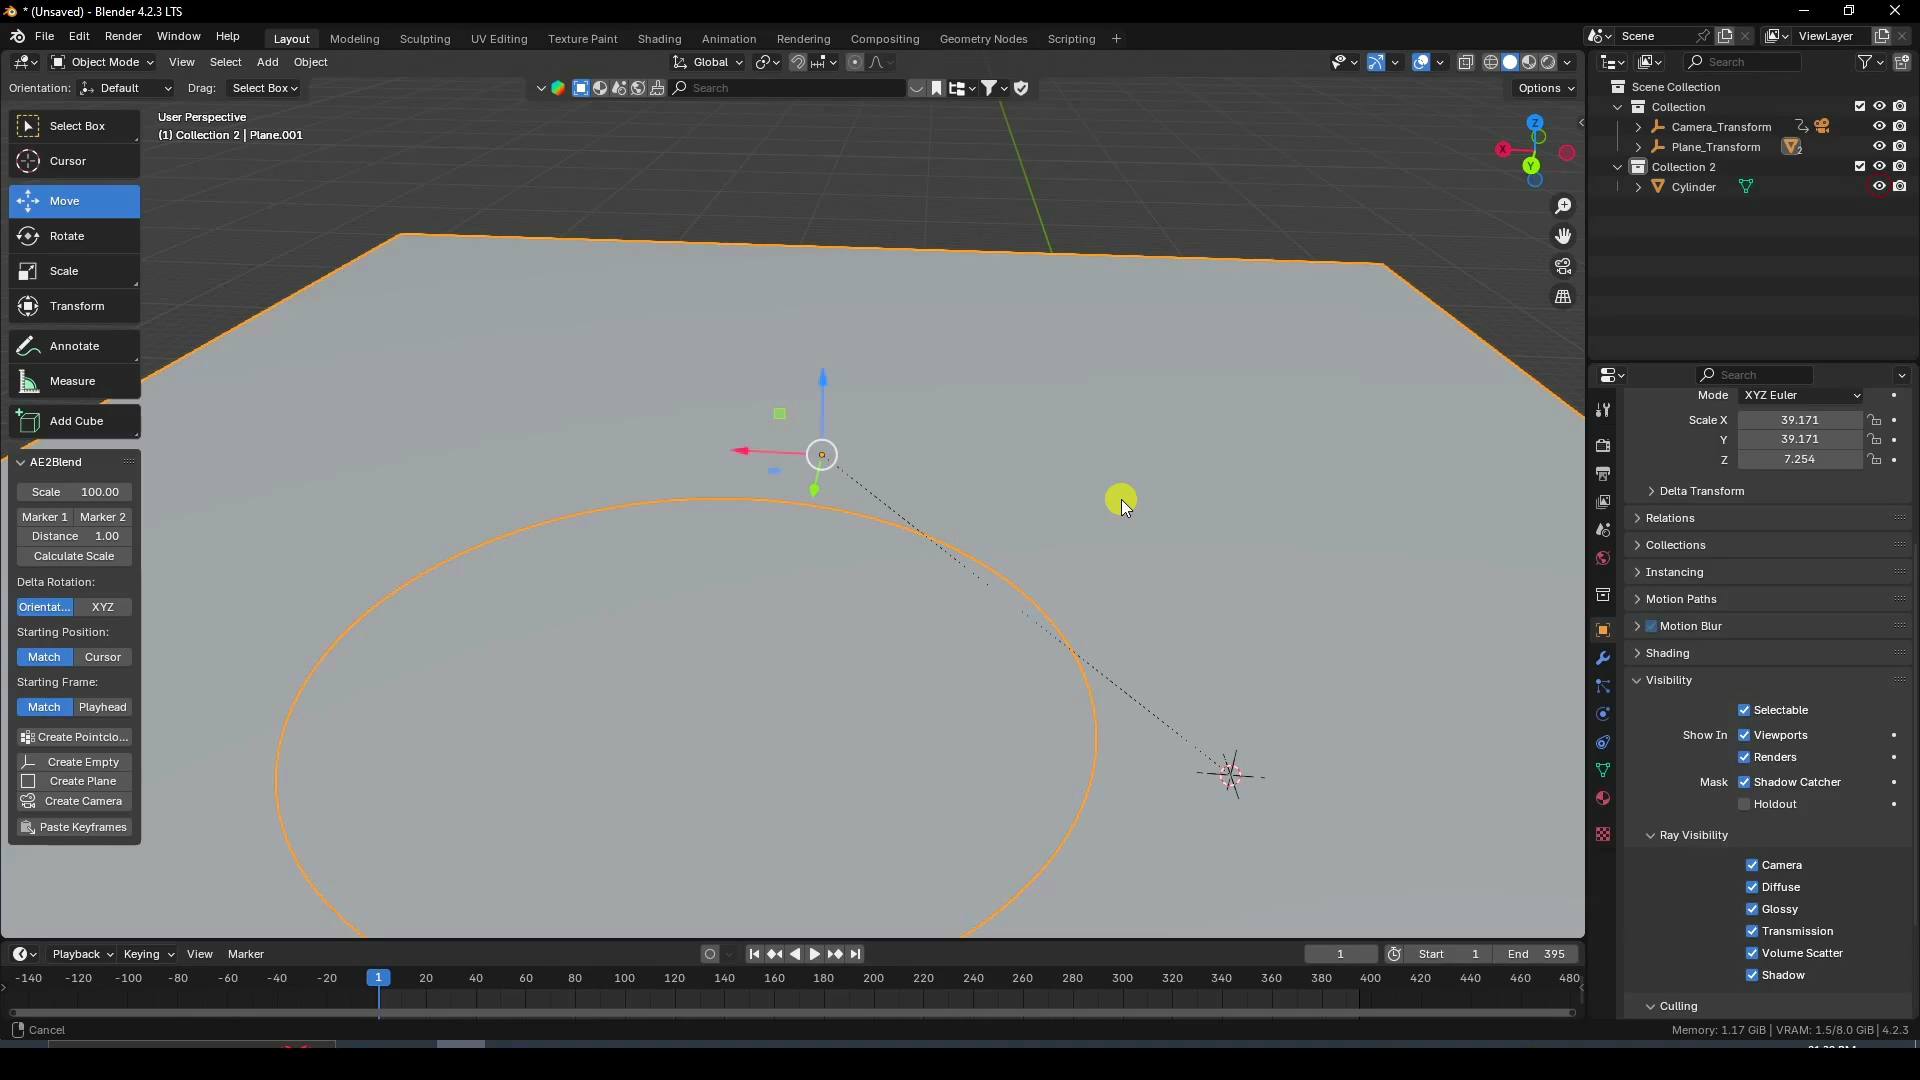 * (Unsaved) - Blender 4.2.3 LTS
File Edit Render Window Help Layout Modeling Sculpting UV Editing Texture Paint Shading Animation Rendering Compositing Geometry Nodes Scripting + Scene ViewLayer
Object Mode View Select Add Object Global Search
Orientation: Default Drag: Select Box Search Options
Scene Collection
Collection
Camera_Transform
Plane_Transform 2
Collection 2
Cylinder
User Perspective
(1) Collection 2 | Plane.001
Z
X
Y
Select Box
Cursor
Move
Rotate
Scale
Transform
Annotate
Measure
Add Cube
AE2Blend
Scale 100.00
Marker 1 Marker 2
Distance 1.00
Calculate Scale
Delta Rotation:
Orientat... XYZ
Starting Position:
Match Cursor
Starting Frame:
Match Playhead
Create Pointclo...
Create Empty
Create Plane
Create Camera
Paste Keyframes
Search
Mode XYZ Euler
Scale X 39.171
Y 39.171
Z 7.254
Delta Transform
Relations
Collections
Instancing
Motion Paths
Motion Blur
Shading
Visibility
Selectable
Show In Viewports
Renders
Mask Shadow Catcher
Holdout
Ray Visibility
Camera
Diffuse
Glossy
Transmission
Volume Scatter
Shadow
Culling
Playback Keying View Marker 1 Start 1 End 395
-140 -120 -100 -80 -60 -40 -20 1 20 40 60 80 100 120 140 160 180 200 220 240 260 280 300 320 340 360 380 400 420 440 460 480
Cancel Memory: 1.17 GiB | VRAM: 1.5/8.0 GiB | 4.2.3